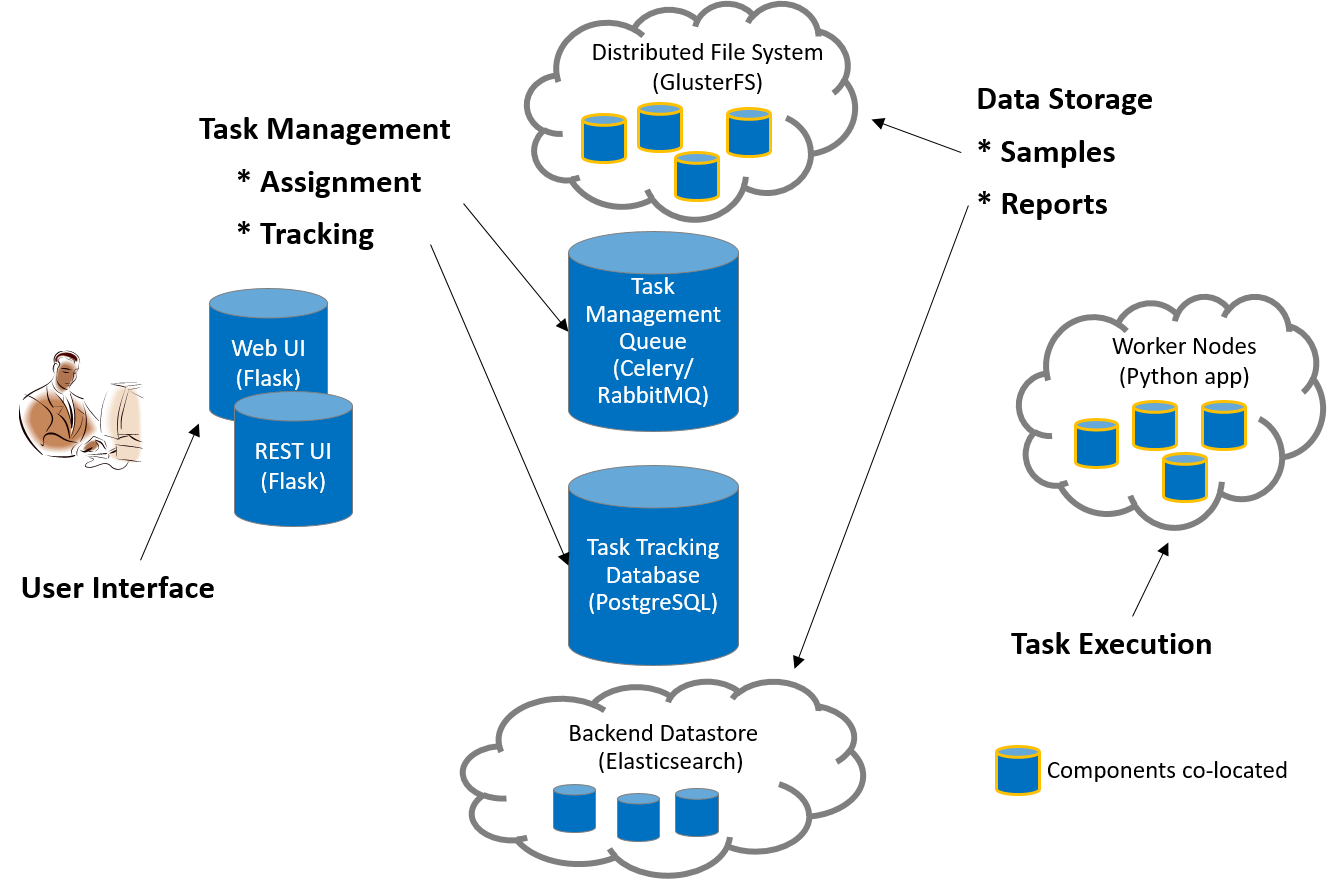 Distributed File System
(GlusterFS)
Data Storage
* Samples
* Reports
Task Management
* Assignment
* Tracking
Task
Management
Queue
(Celery/
RabbitMQ)
Web UI
(Flask)
REST UI
(Flask)
User Interface
Worker Nodes
(Python app)
Task Tracking
Database
(PostgreSQL)
Task Execution
Backend Datastore
(Elasticsearch)
Components co-located